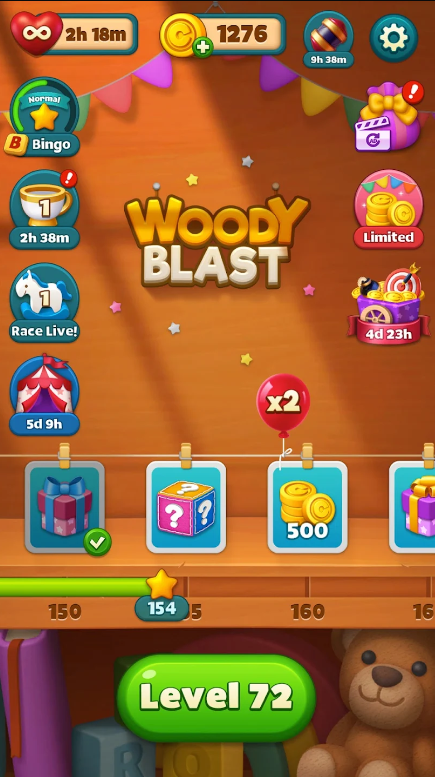 2h 18m
1276
9h 38m
Normal
B Bingo
AD
1
2h 38m
Limited
1
Race Live!
4d 23h
5d 9h
WOODY
BLAST
x2
? ? ?
500
150
154
160
Level 72